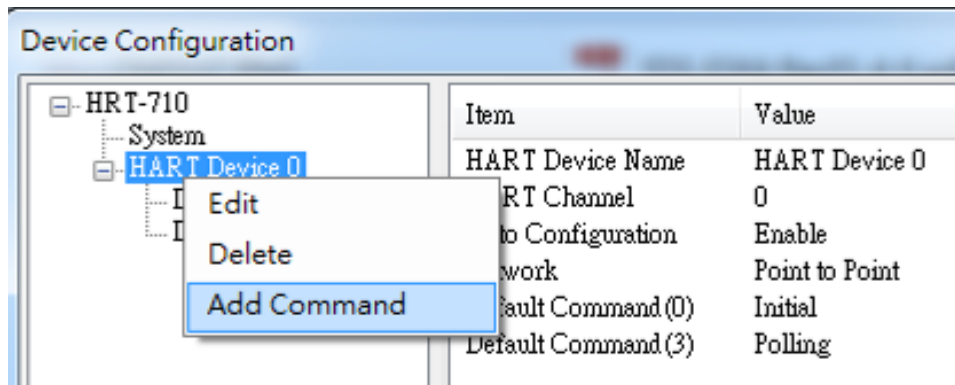 Device Configuration
HRT-710
System
HART Device 0
Edit
Delete
Add Command
Item Value
HART Device Name HART Device 0
RT Channel 0
to Configuration Enable
work Point to Point
ault Command(0) Initial
Default Command(3) Polling